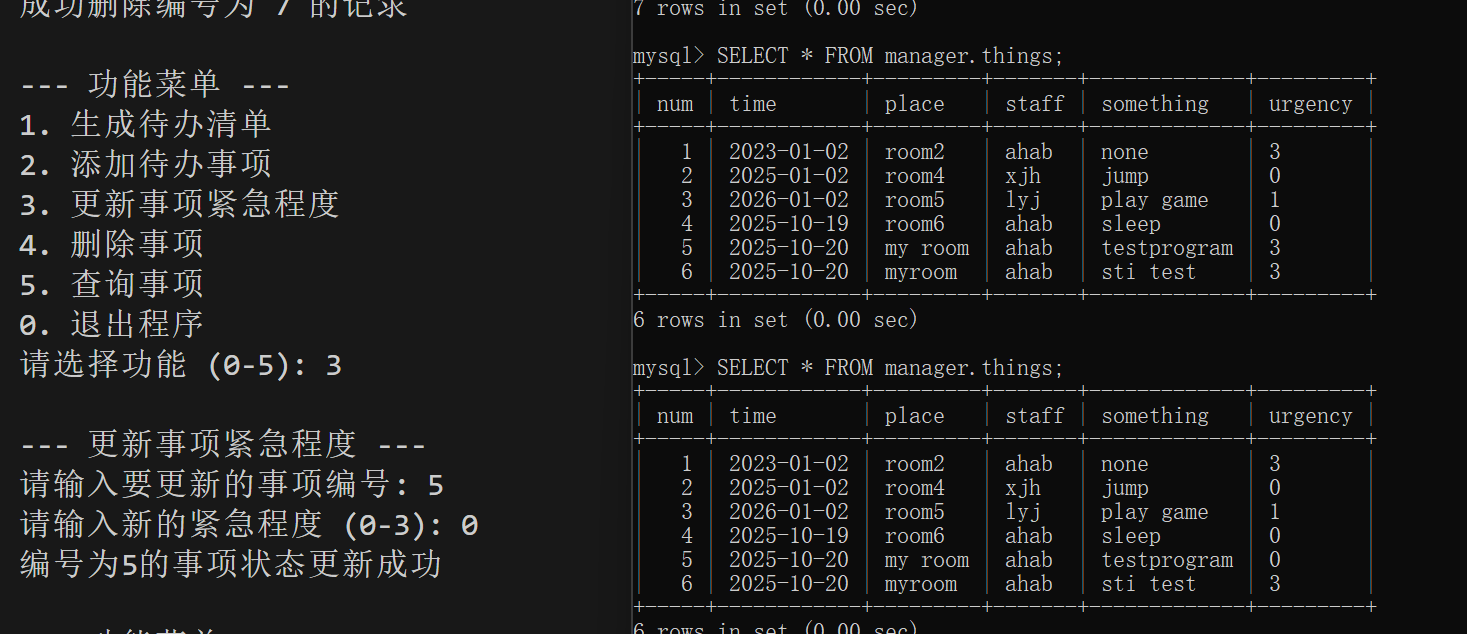 成功删除编号为 7 的记录
--- 功能菜单 ---
1. 生成待办清单
2. 添加待办事项
3. 更新事项紧急程度
4. 删除事项
5. 查询事项
0. 退出程序
请选择功能 (0-5): 3
--- 更新事项紧急程度 ---
请输入要更新的事项编号: 5
请输入新的紧急程度 (0-3): 0
编号为5的事项状态更新成功
功能菜单
7 rows in set (0.00 sec)
mysql> SELECT * FROM manager.things;
+-----+------------+---------+-------+-------------+---------+
| num | time | place | staff | something | urgency |
+-----+------------+---------+-------+-------------+---------+
| 1 | 2023-01-02 | room2 | ahab | none | 3 |
| 2 | 2025-01-02 | room4 | xjh | jump | 0 |
| 3 | 2026-01-02 | room5 | lyj | play game | 1 |
| 4 | 2025-10-19 | room6 | ahab | sleep | 0 |
| 5 | 2025-10-20 | my room | ahab | testprogram | 3 |
| 6 | 2025-10-20 | myroom | ahab | sti test | 3 |
+-----+------------+---------+-------+-------------+---------+
6 rows in set (0.00 sec)
mysql> SELECT * FROM manager.things;
+-----+------------+---------+-------+-------------+---------+
| num | time | place | staff | something | urgency |
+-----+------------+---------+-------+-------------+---------+
| 1 | 2023-01-02 | room2 | ahab | none | 3 |
| 2 | 2025-01-02 | room4 | xjh | jump | 0 |
| 3 | 2026-01-02 | room5 | lyj | play game | 1 |
| 4 | 2025-10-19 | room6 | ahab | sleep | 0 |
| 5 | 2025-10-20 | my room | ahab | testprogram | 0 |
| 6 | 2025-10-20 | myroom | ahab | sti test | 3 |
+-----+------------+---------+-------+-------------+---------+
6 rows in set (0.00 sec)